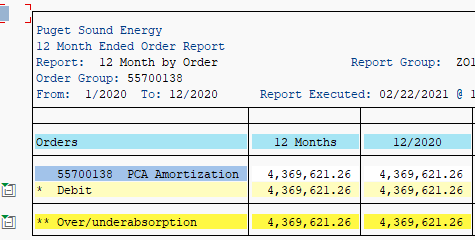 Puget Sound Energy
12 Month Ended Order Report
Report: 12 Month by Order Report Group: ZO1
Order Group: 55700138
From: 1/2020 To: 12/2020 Report Executed: 02/22/2021 @ 1
Orders 12 Months 12/2020
55700138 PCA Amortization 4,369,621.26 4,369,621.26
* Debit 4,369,621.26 4,369,621.26
** Over/underabsorption 4,369,621.26 4,369,621.26